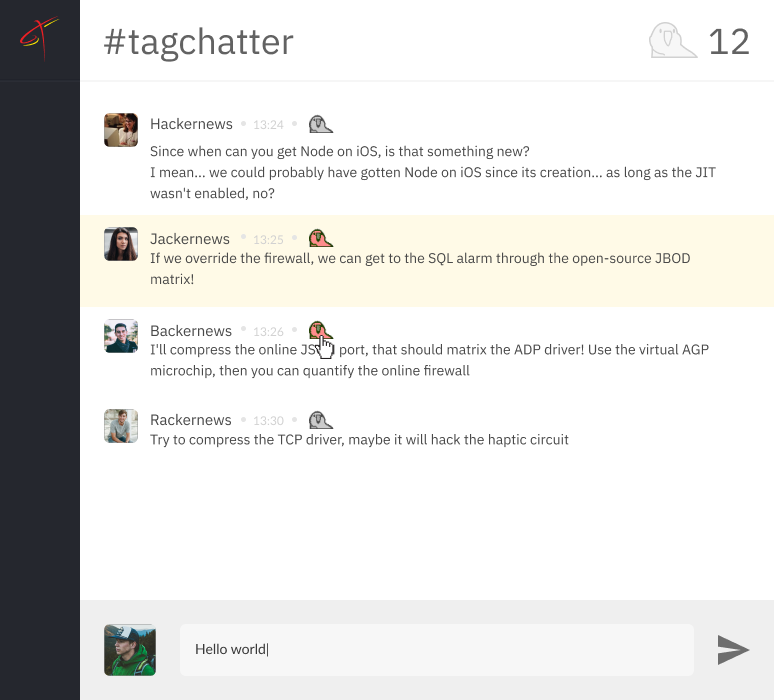 #tagchatter
12
Hackernews • 13:24 •
Since when can you get Node on iOS, is that something new?
I mean... we could probably have gotten Node on iOS since its creation... as long as the JIT
wasn't enabled, no?
Jackernews • 13:25 •
If we override the firewall, we can get to the SQL alarm through the open-source JBOD
matrix!
Backernews • 13:26 •
I'll compress the online port, that should matrix the ADP driver! Use the virtual AGP
microchip, then you can quantify the online firewall
Rackernews • 13:30 •
Try to compress the TCP driver, maybe it will hack the haptic circuit
Hello world